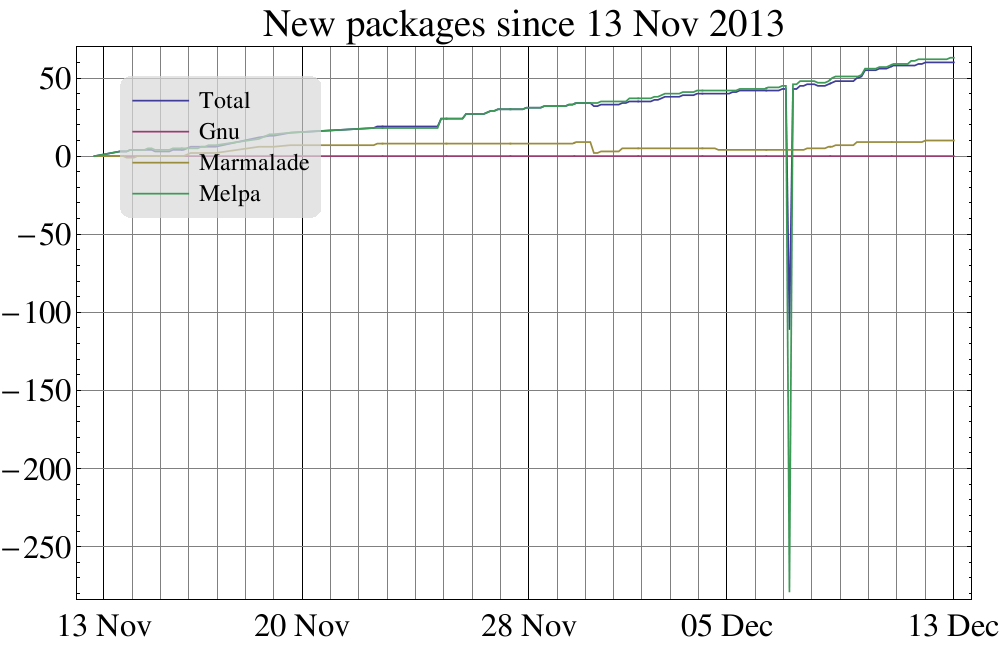 New packages since 13 Nov 2013
50
0
−50
−100
−150
−200
−250
Total
Gnu
Marmalade
Melpa
13 Nov 20 Nov 28 Nov 05 Dec 13 Dec